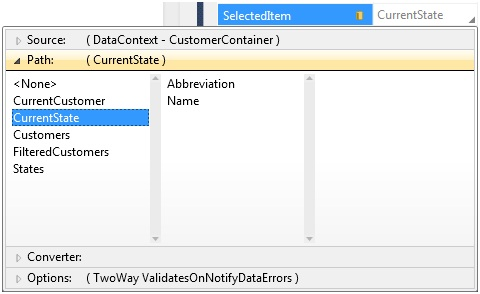 SelectedItem CurrentState
Source: ( DataContext - CustomerContainer )
Path: ( CurrentState )
<None> Abbreviation
CurrentCustomer Name
CurrentState
Customers
FilteredCustomers
States
Converter:
Options: ( TwoWay ValidatesOnNotifyDataErrors )